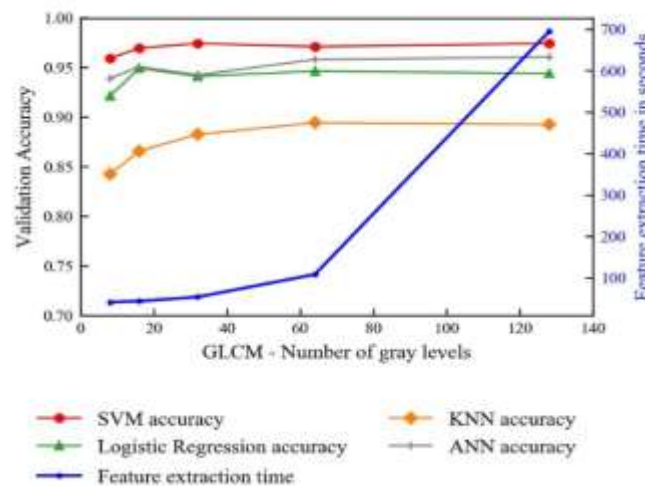 1.00
0.95
0.90
0.85
0.80
0.75
0.70
Validation Accuracy
0 20 40 60 80 100 120 140
GLCM - Number of gray levels
700
600
500
400
300
200
100
Feature extraction time in seconds
SVM accuracy
KNN accuracy
Logistic Regression accuracy
ANN accuracy
Feature extraction time